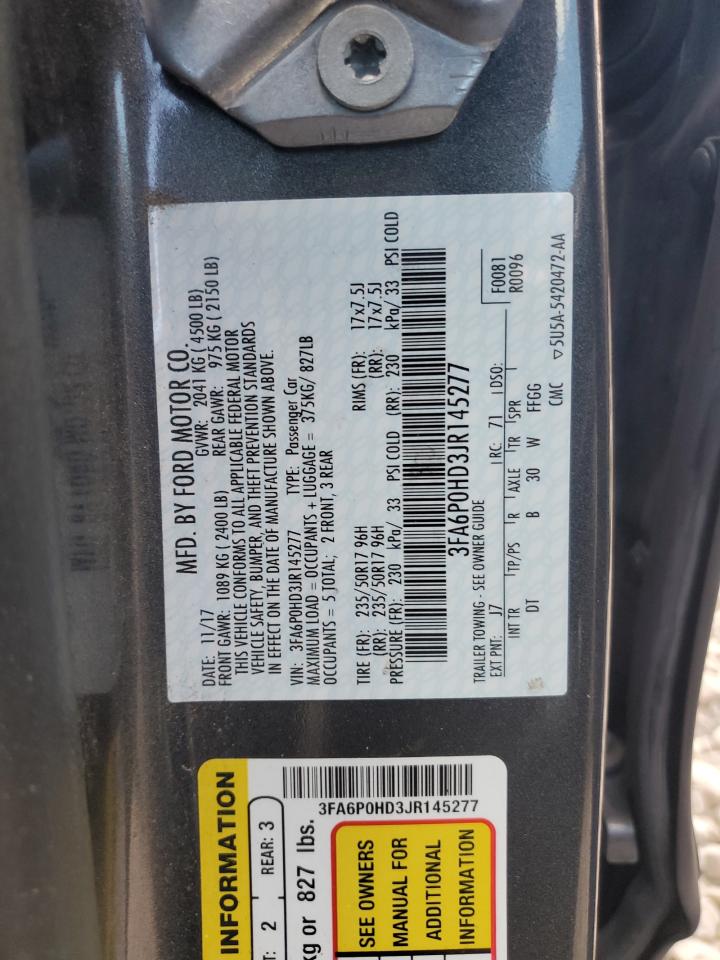 MFD. BY FORD MOTOR CO.
DATE: 11/17 GVWR: 2041 KG ( 4500 LB)
FRONT GAWR: 1089 KG ( 2400 LB) REAR GAWR: 975 KG ( 2150 LB)
THIS VEHICLE CONFORMS TO ALL APPLICABLE FEDERAL MOTOR
VEHICLE SAFETY, BUMPER, AND THEFT PREVENTION STANDARDS
IN EFFECT ON THE DATE OF MANUFACTURE SHOWN ABOVE.
VIN: 3FA6P0HD3JR145277 TYPE: Passenger Car
MAXIMUM LOAD = OCCUPANTS + LUGGAGE = 375KG/ 827LB
OCCUPANTS = 5 TOTAL; 2 FRONT, 3 REAR
TIRE (FR): 235/50R17 96H RIMS (FR): 17x7.5J
(RR): 235/50R17 96H (RR): 17x7.5J
PRESSURE (FR): 230 kPa/ 33 PSI COLD (RR): 230 kPa/ 33 PSI COLD
3FA6P0HD3JR145277
TRAILER TOWING - SEE OWNER GUIDE
F0081
R0096
EXT PNT: J7 RC: 71 DSO:
INT TR TP/PS R AXLE TR SPR
DT B 30 W FFGG
CMC ▽5U5A-5420472-AA
INFORMATION
T: 2 REAR: 3
kg or 827 lbs.
3FA6P0HD3JR145277
SEE OWNERS
MANUAL FOR
ADDITIONAL
INFORMATION